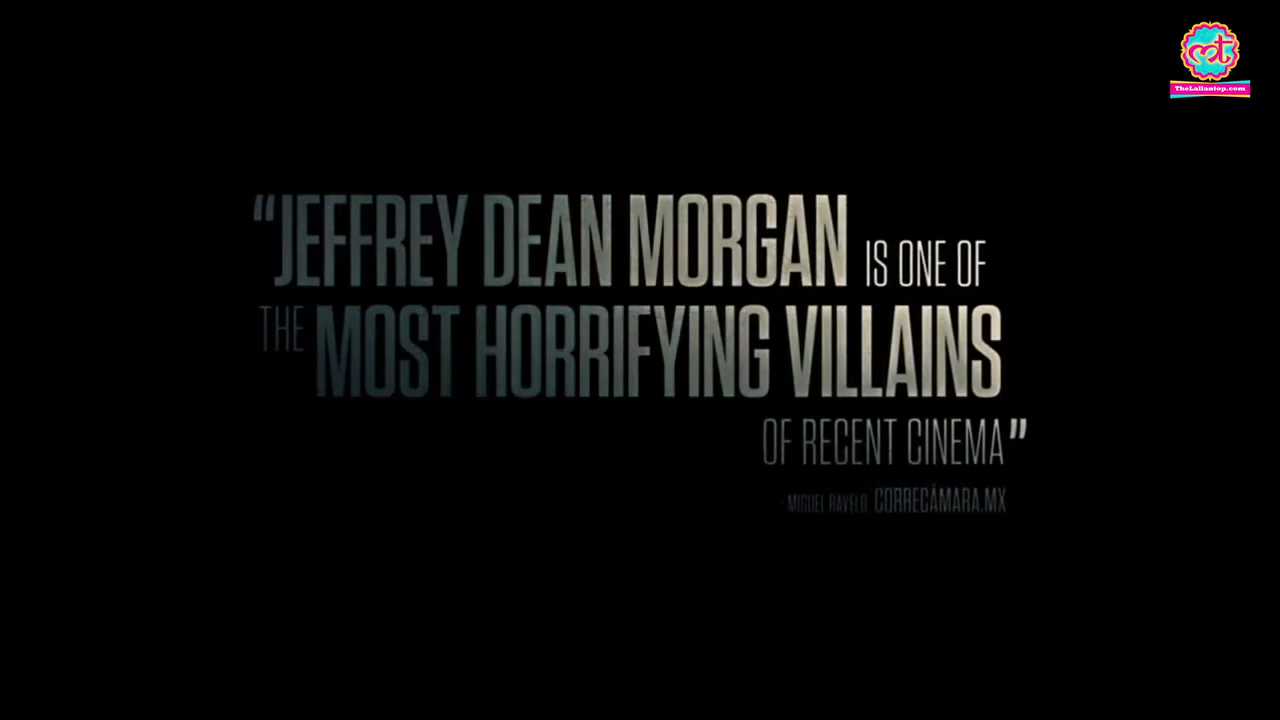 "JEFFREY DEAN MORGAN IS ONE OF
THE MOST HORRIFYING VILLAINS
OF RECENT CINEMA"
- MIGUEL RAVELO, CORRECÁMARA.MX
TheLallantop.com